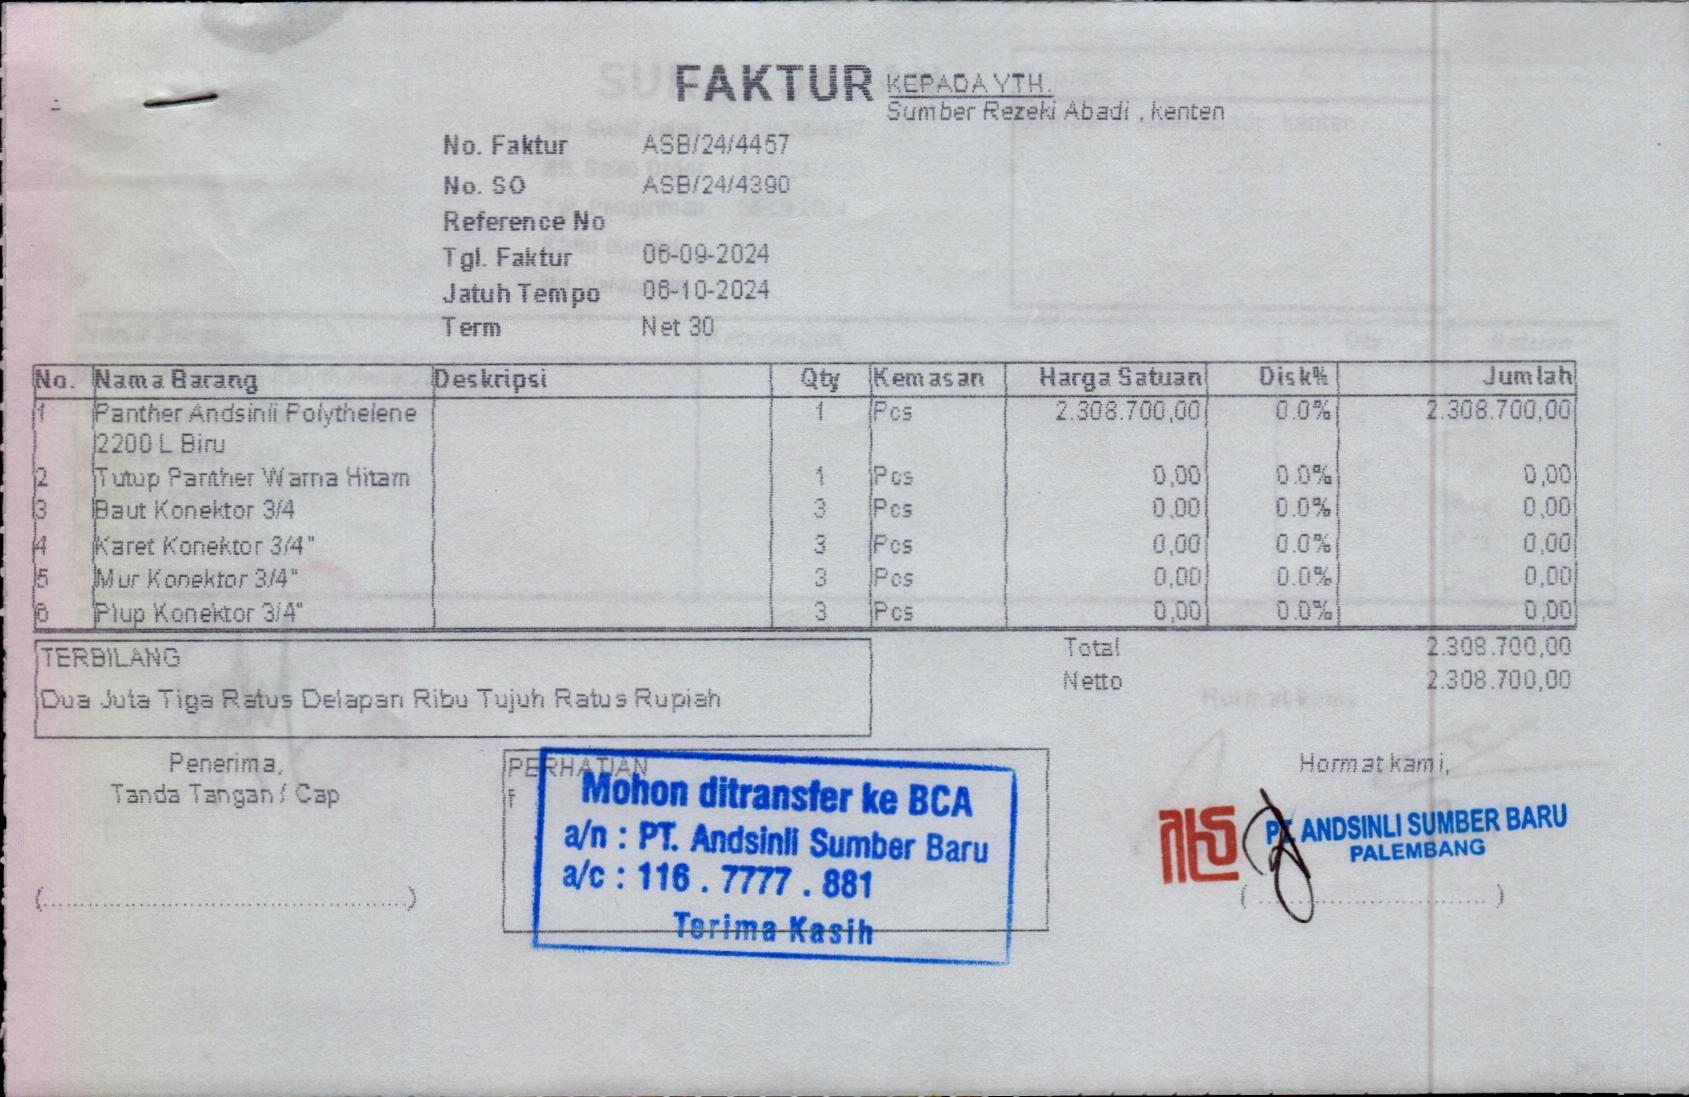 FAKTUR
KEPADA YTH.
Sumber Rezeki Abadi , kenten
No. Faktur ASB/24/4457
No. SO ASB/24/4390
Reference No
Tgl. Faktur 06-09-2024
Jatuh Tempo 06-10-2024
Term Net 30
No. Nama Barang Deskripsi Qty Kemasan Harga Satuan Disk% Jumlah
1 Panther Andsinli Polythelene 1 Pcs 2.308.700,00 0.0% 2.308.700,00
2200 L Biru
2 Tutup Panther Warna Hitam 1 Pcs 0,00 0.0% 0,00
3 Baut Konektor 3/4 3 Pcs 0,00 0.0% 0,00
4 Karet Konektor 3/4" 3 Pcs 0,00 0.0% 0,00
5 Mur Konektor 3/4" 3 Pcs 0,00 0.0% 0,00
6 Plup Konektor 3/4" 3 Pcs 0,00 0.0% 0,00
Total 2.308.700,00
Netto 2.308.700,00
TERBILANG
Dua Juta Tiga Ratus Delapan Ribu Tujuh Ratus Rupiah
Penerima,
Tanda Tangan / Cap
(........................................)
PERHATIAN
f
Mohon ditransfer ke BCA
a/n : PT. Andsinli Sumber Baru
a/c : 116 . 7777 . 881
Terima Kasih
Hormat kami,
PT. ANDSINLI SUMBER BARU
PALEMBANG
(............................)